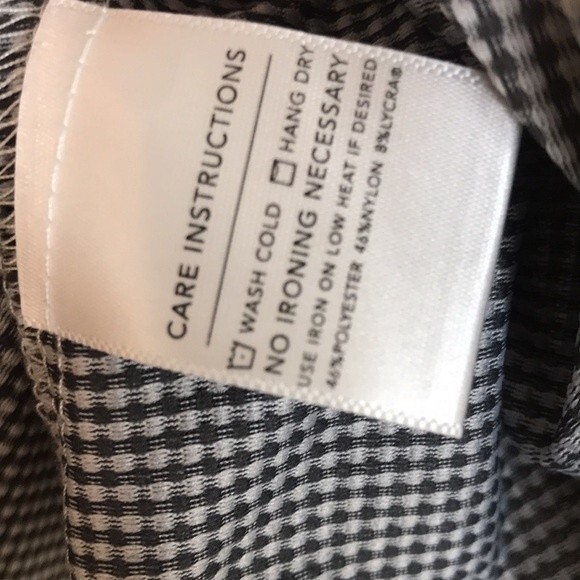 CARE INSTRUCTIONS
WASH COLD HANG DRY
NO IRONING NECESSARY
USE IRON ON LOW HEAT IF DESIRED
46%POLYESTER 46%NYLON 8%LYCRA®